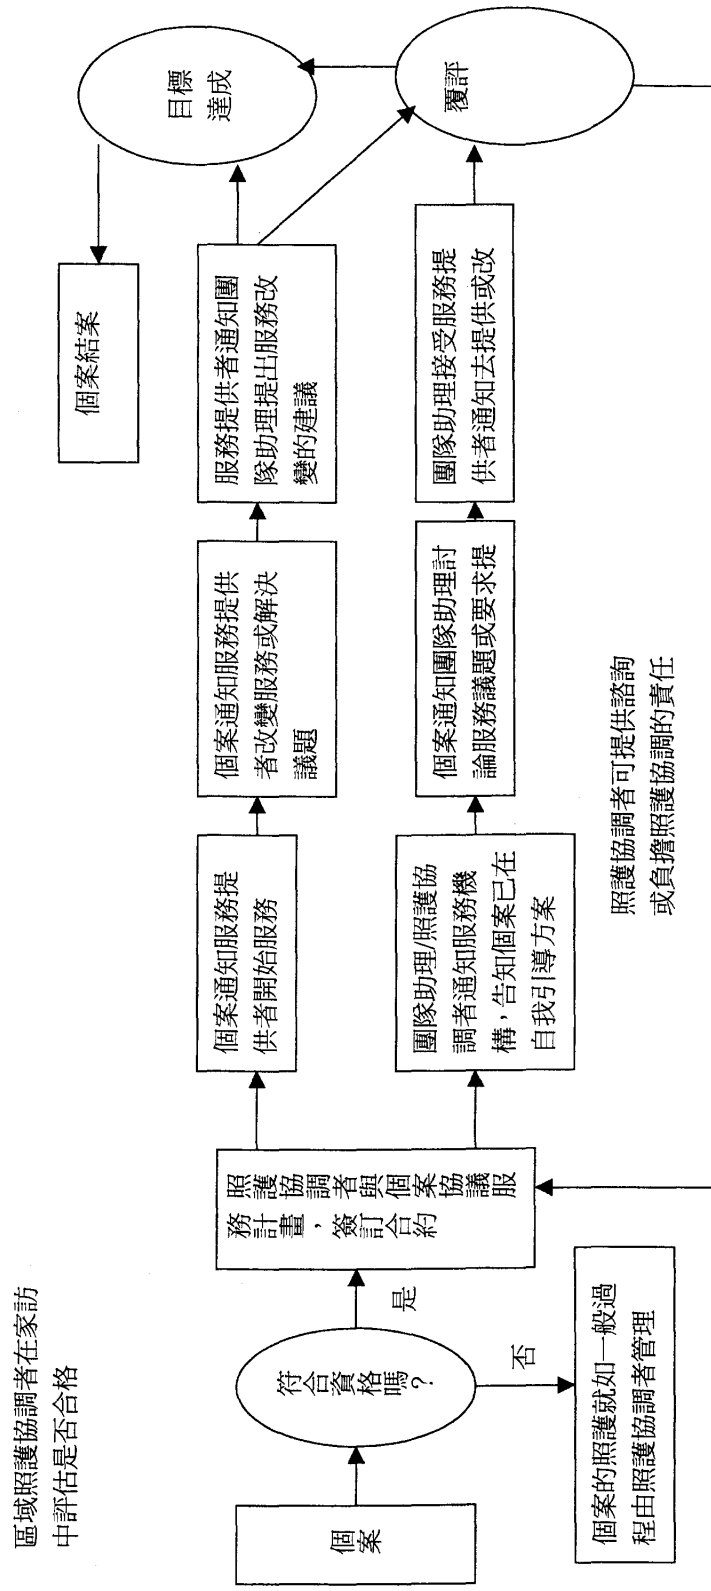 區域照護協調者在家訪
中評估是否合格
個案
符合資格
嗎?
是
否
個案的照護就如一般過
程由照護協調者管理
照護協調者與個案協議服
務計畫，簽訂合約
個案通知服務提
供者開始服務
個案通知服務提供
者改變服務或解決
議題
服務提供者通知團
隊助理提出服務改
變的建議
目標
達成
個案結案
團隊助理/照護協
調者通知服務機
構，告知個案已在
自我引導方案
個案通知團隊助理討
論服務議題或要求提
團隊助理接受服務提
供者通知去提供或改
覆評
照護協調者可提供諮詢
或負擔照護協調的責任